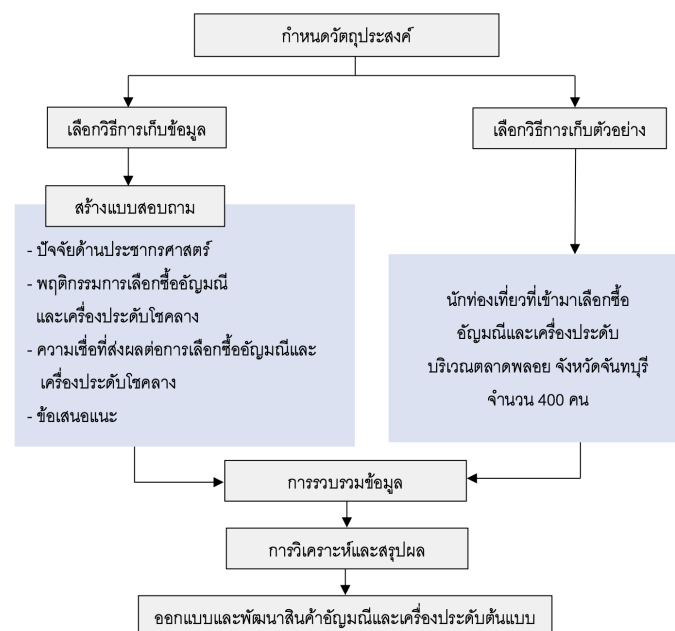 กำหนดวัตถุประสงค์
เลือกวิธีการเก็บข้อมูล
เลือกวิธีการเก็บตัวอย่าง
สร้างแบบสอบถาม
- ปัจจัยด้านประชากรศาสตร์
- พฤติกรรมการเลือกซื้ออัญมณี
และเครื่องประดับโชคลาง
- ความเชื่อที่ส่งผลต่อการเลือกซื้ออัญมณีและ
เครื่องประดับโชคลาง
- ข้อเสนอแนะ
นักท่องเที่ยวที่เข้ามาเลือกซื้อ
อัญมณีและเครื่องประดับ
บริเวณตลาดพลอย จังหวัดจันทบุรี
จำนวน 400 คน
การรวบรวมข้อมูล
การวิเคราะห์และสรุปผล
ออกแบบและพัฒนาสินค้าอัญมณีและเครื่องประดับต้นแบบ